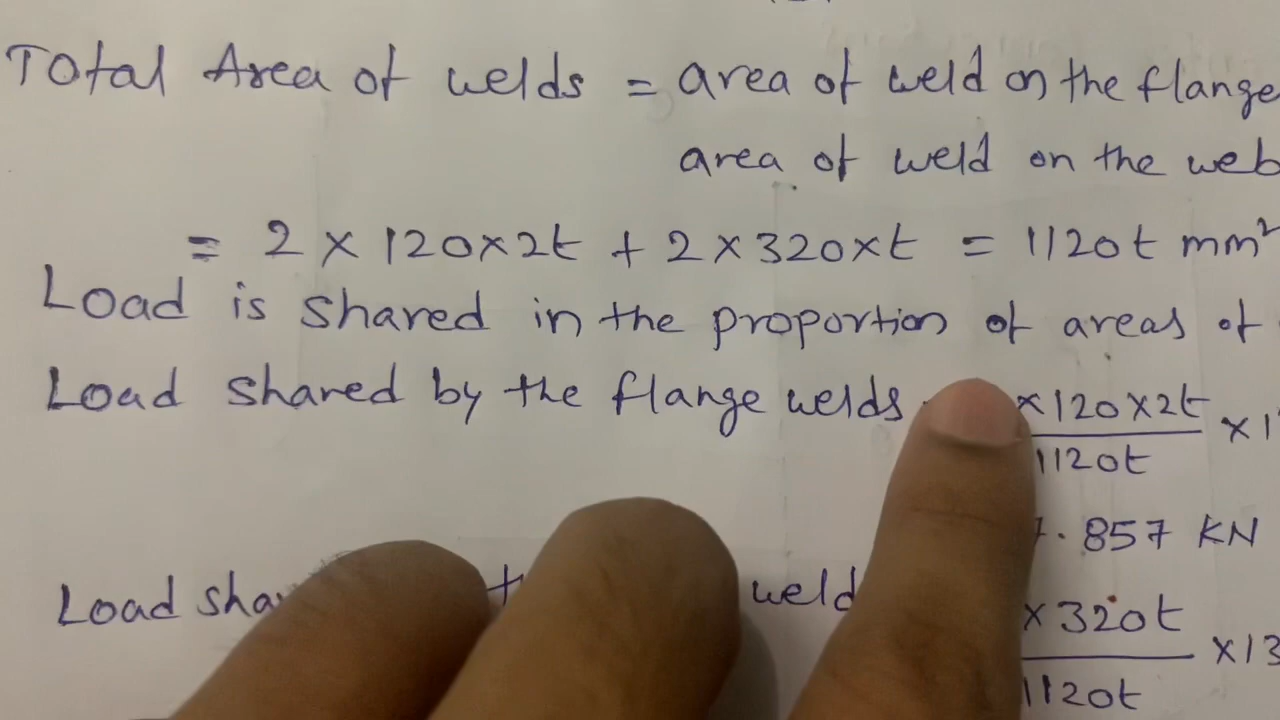 Total Area of welds = area of weld on the flange
area of weld on the web
= 2 × 120 × 2t + 2 × 320 × t = 1120t mm²
Load is shared in the proportion of areas of
Load shared by the flange welds × 120 × 2t / 1120t × 1
. 857 KN
Load sha weld × 320t / 1120t × 13